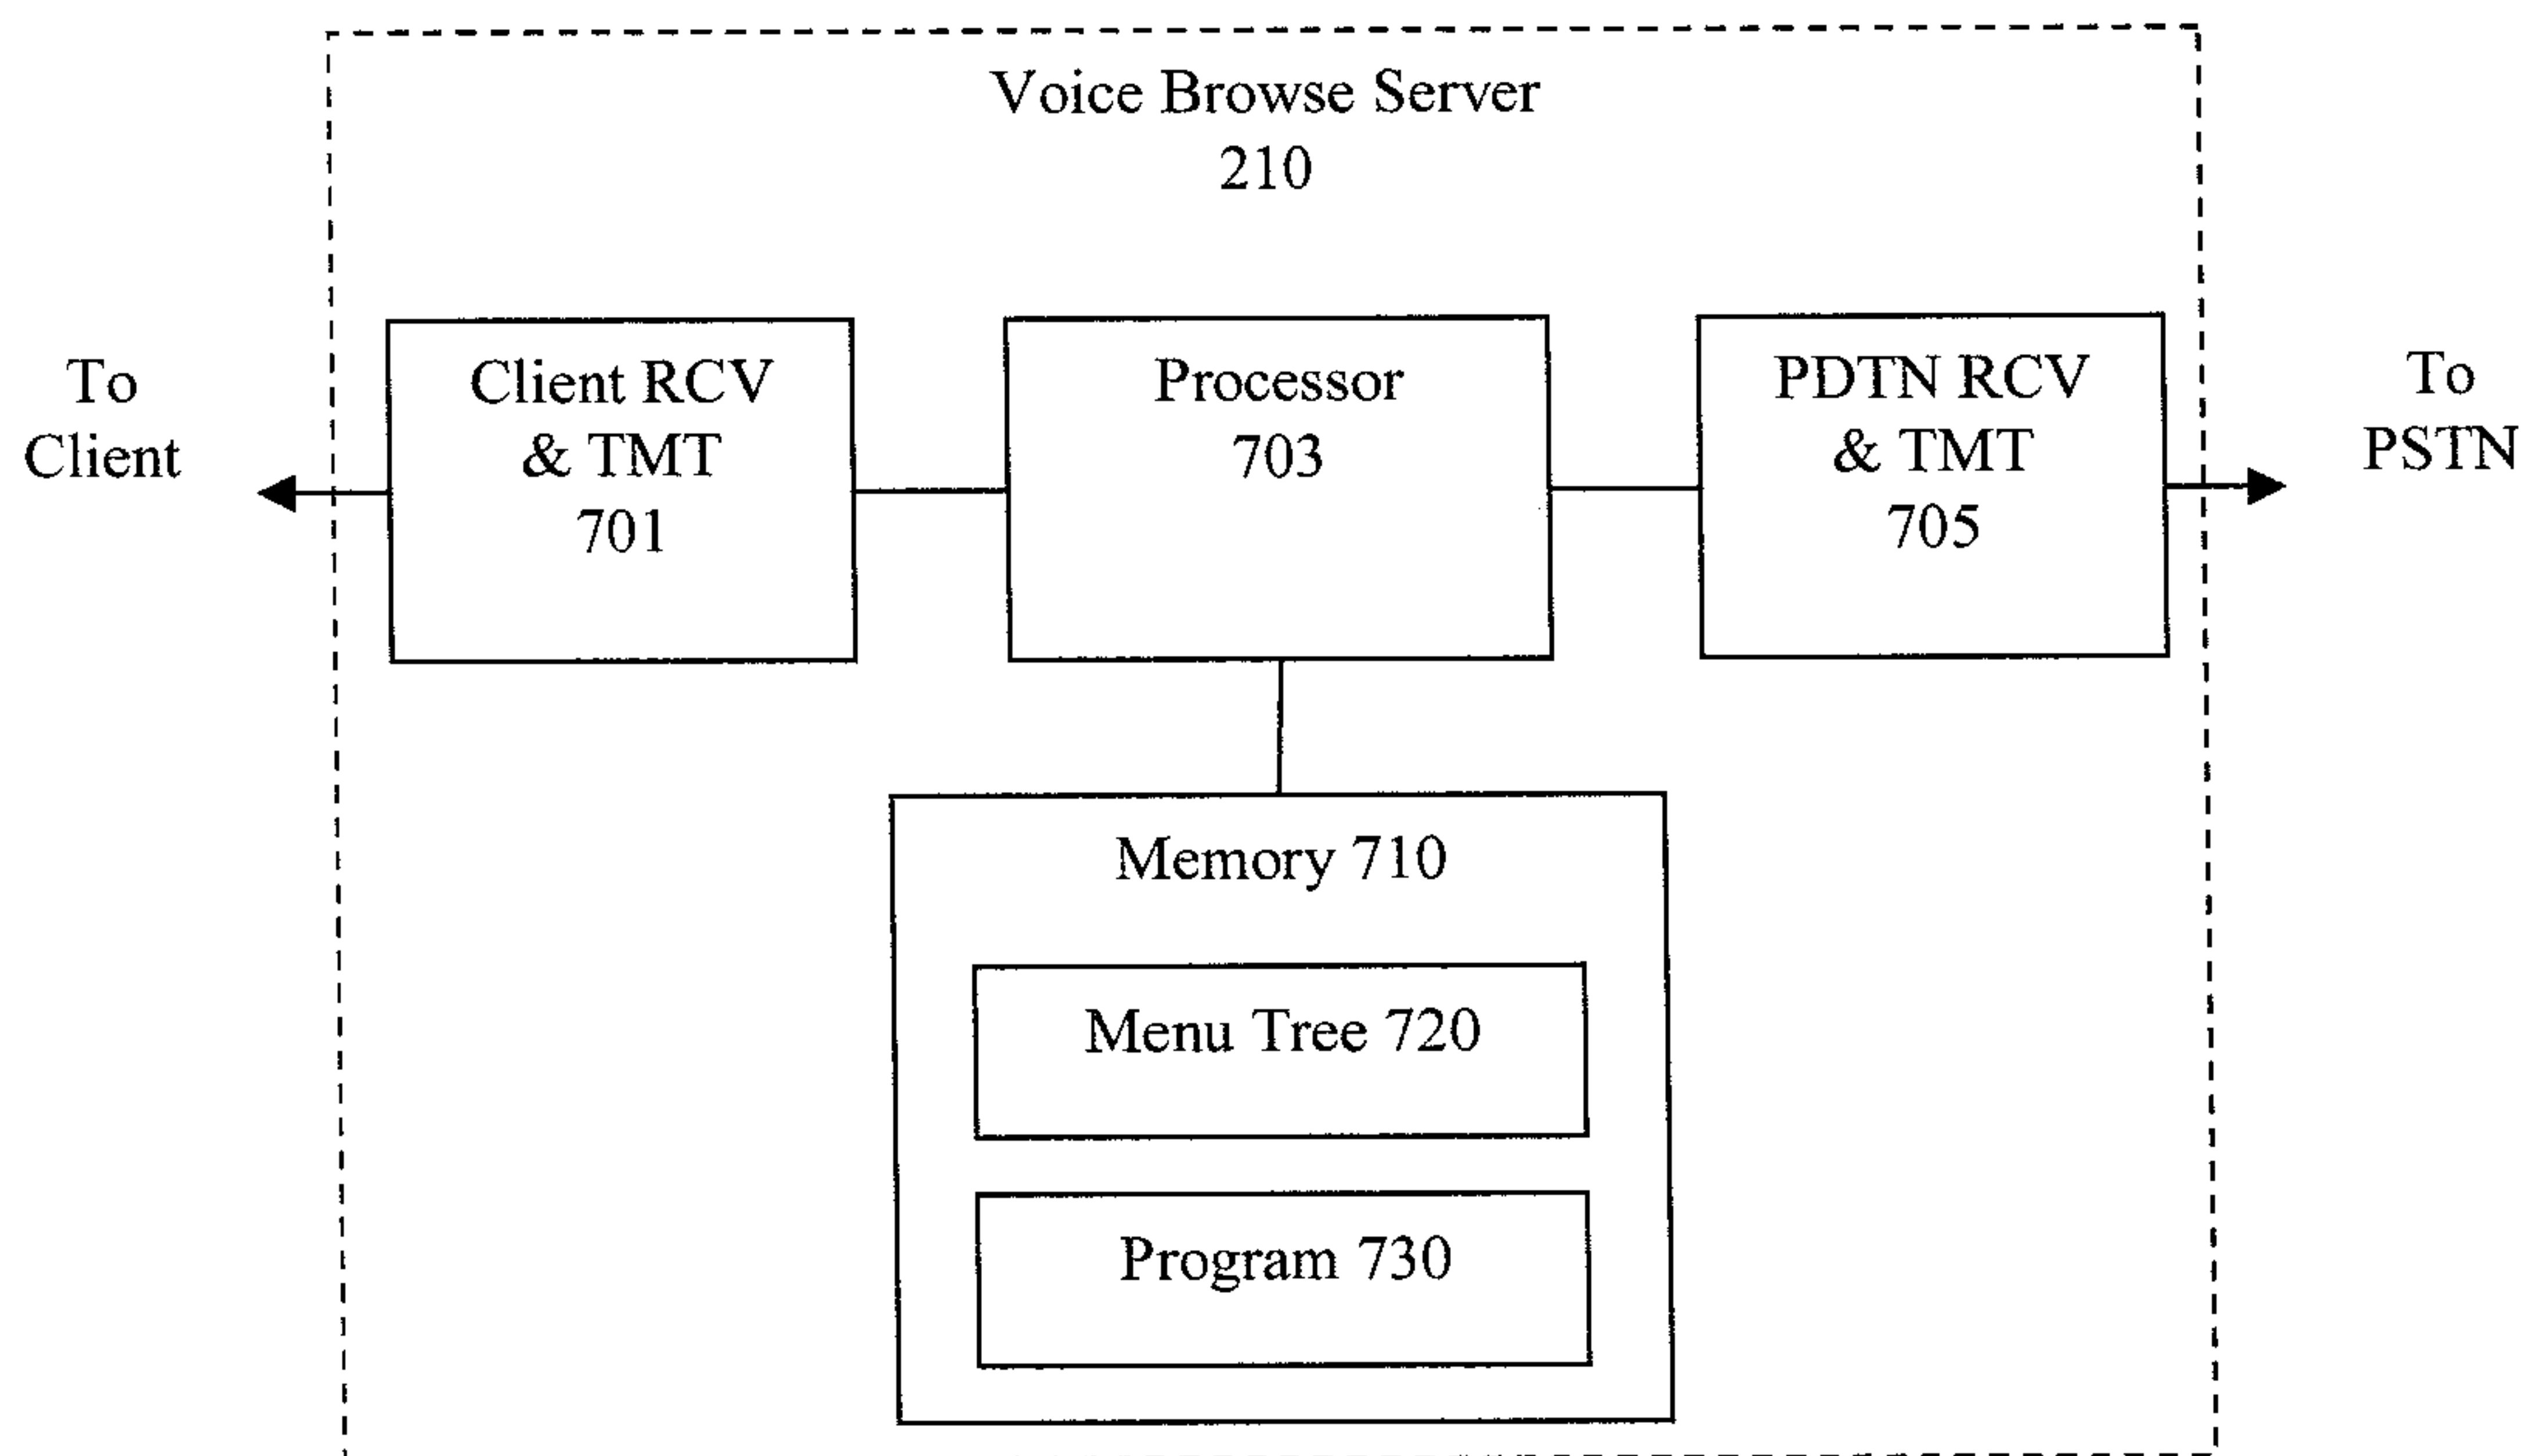 Voice Browse Server
210
To
Client
Client RCV
& TMT
701
Processor
703
PDTN RCV
& TMT
705
To
PSTN
Memory 710
Menu Tree 720
Program 730